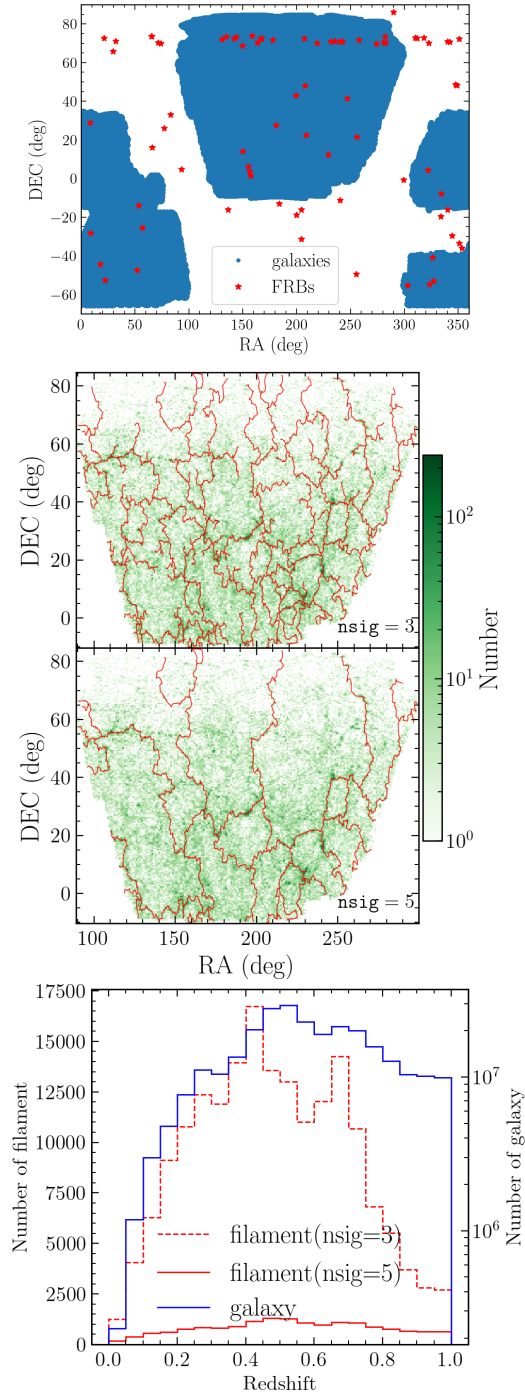 80
60
40
20
0
−20
−40
−60
DEC (deg)
galaxies
FRBs
0 50 100 150 200 250 300 350
RA (deg)
80
60
40
20
0
DEC (deg)
nsig = 3
80
60
40
20
0
DEC (deg)
nsig = 5
100 150 200 250
RA (deg)
10²
10¹
10⁰
Number
17500
15000
12500
10000
7500
5000
2500
0
Number of filament
10⁷
10⁶
Number of galaxy
filament(nsig=3)
filament(nsig=5)
galaxy
0.0 0.2 0.4 0.6 0.8 1.0
Redshift